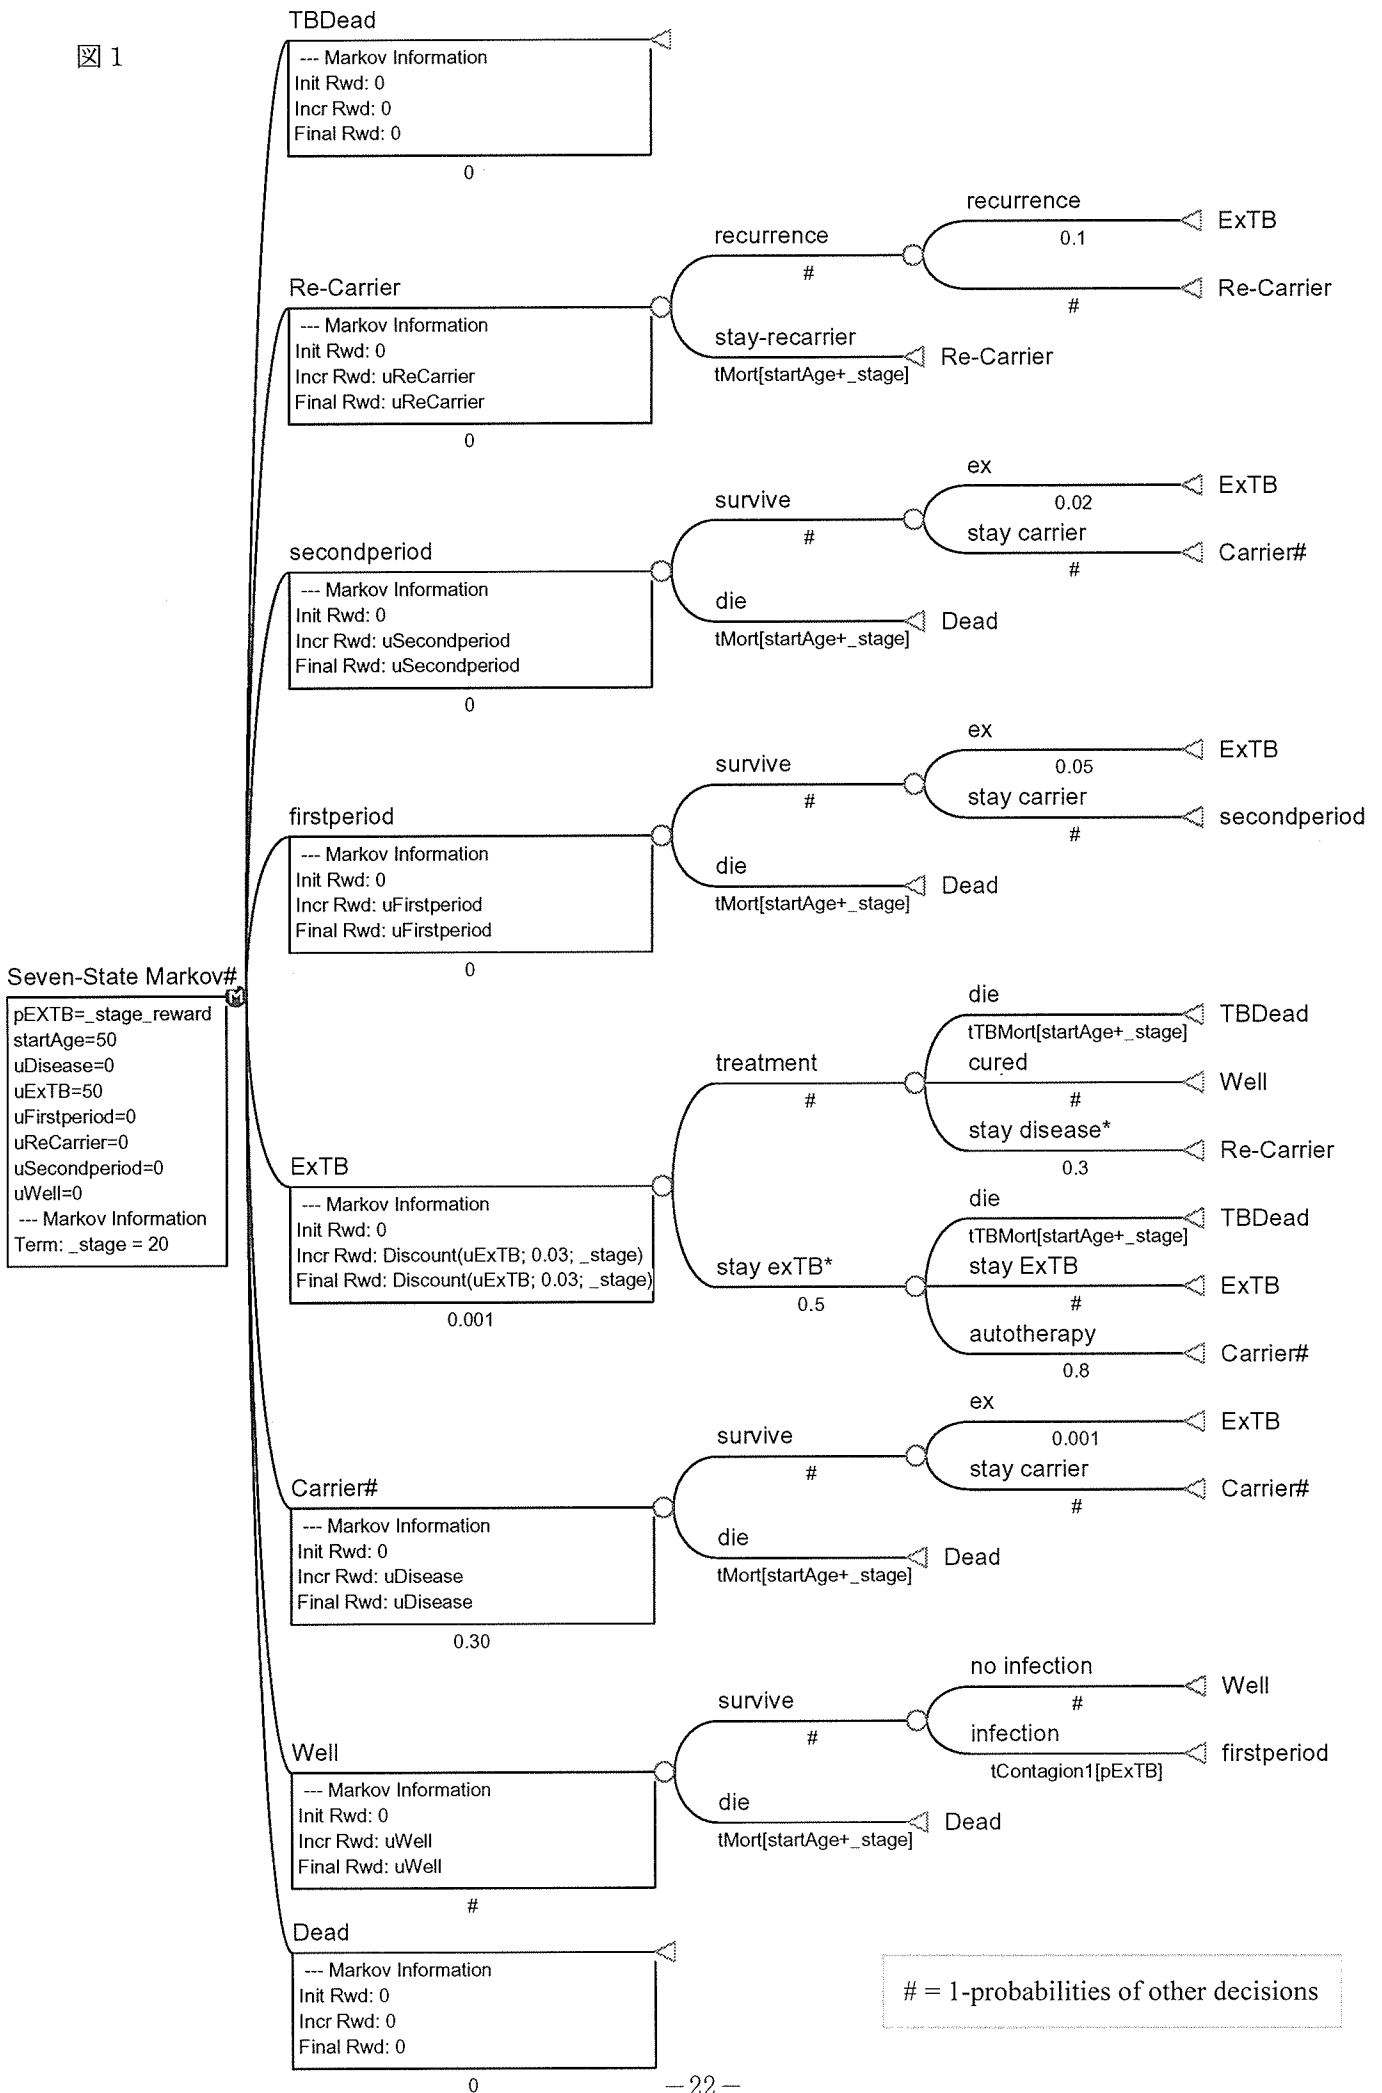 図1
TBDead
--- Markov Information
Init Rwd: 0
Incr Rwd: 0
Final Rwd: 0
0
Re-Carrier
--- Markov Information
Init Rwd: 0
Incr Rwd: uReCarrier
Final Rwd: uReCarrier
0
recurrence
#
recurrence
0.1
ExTB
#
Re-Carrier
stay-recarrier
tMort[startAge+_stage]
Re-Carrier
secondperiod
--- Markov Information
Init Rwd: 0
Incr Rwd: uSecondperiod
Final Rwd: uSecondperiod
0
survive
#
ex
0.02
ExTB
stay carrier
#
Carrier#
die
tMort[startAge+_stage]
Dead
firstperiod
--- Markov Information
Init Rwd: 0
Incr Rwd: uFirstperiod
Final Rwd: uFirstperiod
0
survive
#
ex
0.05
ExTB
stay carrier
#
secondperiod
die
tMort[startAge+_stage]
Dead
Seven-State Markov#
pEXTB=_stage_reward
startAge=50
uDisease=0
uExTB=50
uFirstperiod=0
uReCarrier=0
uSecondperiod=0
uWell=0
--- Markov Information
Term: _stage = 20
ExTB
--- Markov Information
Init Rwd: 0
Incr Rwd: Discount(uExTB; 0.03; _stage)
Final Rwd: Discount(uExTB; 0.03; _stage)
0.001
treatment
#
die
tTBMort[startAge+_stage]
TBDead
cured
#
Well
stay disease*
0.3
Re-Carrier
stay exTB*
0.5
die
tTBMort[startAge+_stage]
TBDead
stay ExTB
#
ExTB
autotherapy
0.8
Carrier#
Carrier#
--- Markov Information
Init Rwd: 0
Incr Rwd: uDisease
Final Rwd: uDisease
0.30
survive
#
ex
0.001
ExTB
stay carrier
#
Carrier#
die
tMort[startAge+_stage]
Dead
Well
--- Markov Information
Init Rwd: 0
Incr Rwd: uWell
Final Rwd: uWell
#
survive
#
no infection
#
Well
infection
tContagion1[pExTB]
firstperiod
die
tMort[startAge+_stage]
Dead
Dead
--- Markov Information
Init Rwd: 0
Incr Rwd: 0
Final Rwd: 0
0
# = 1-probabilities of other decisions
—22—
M